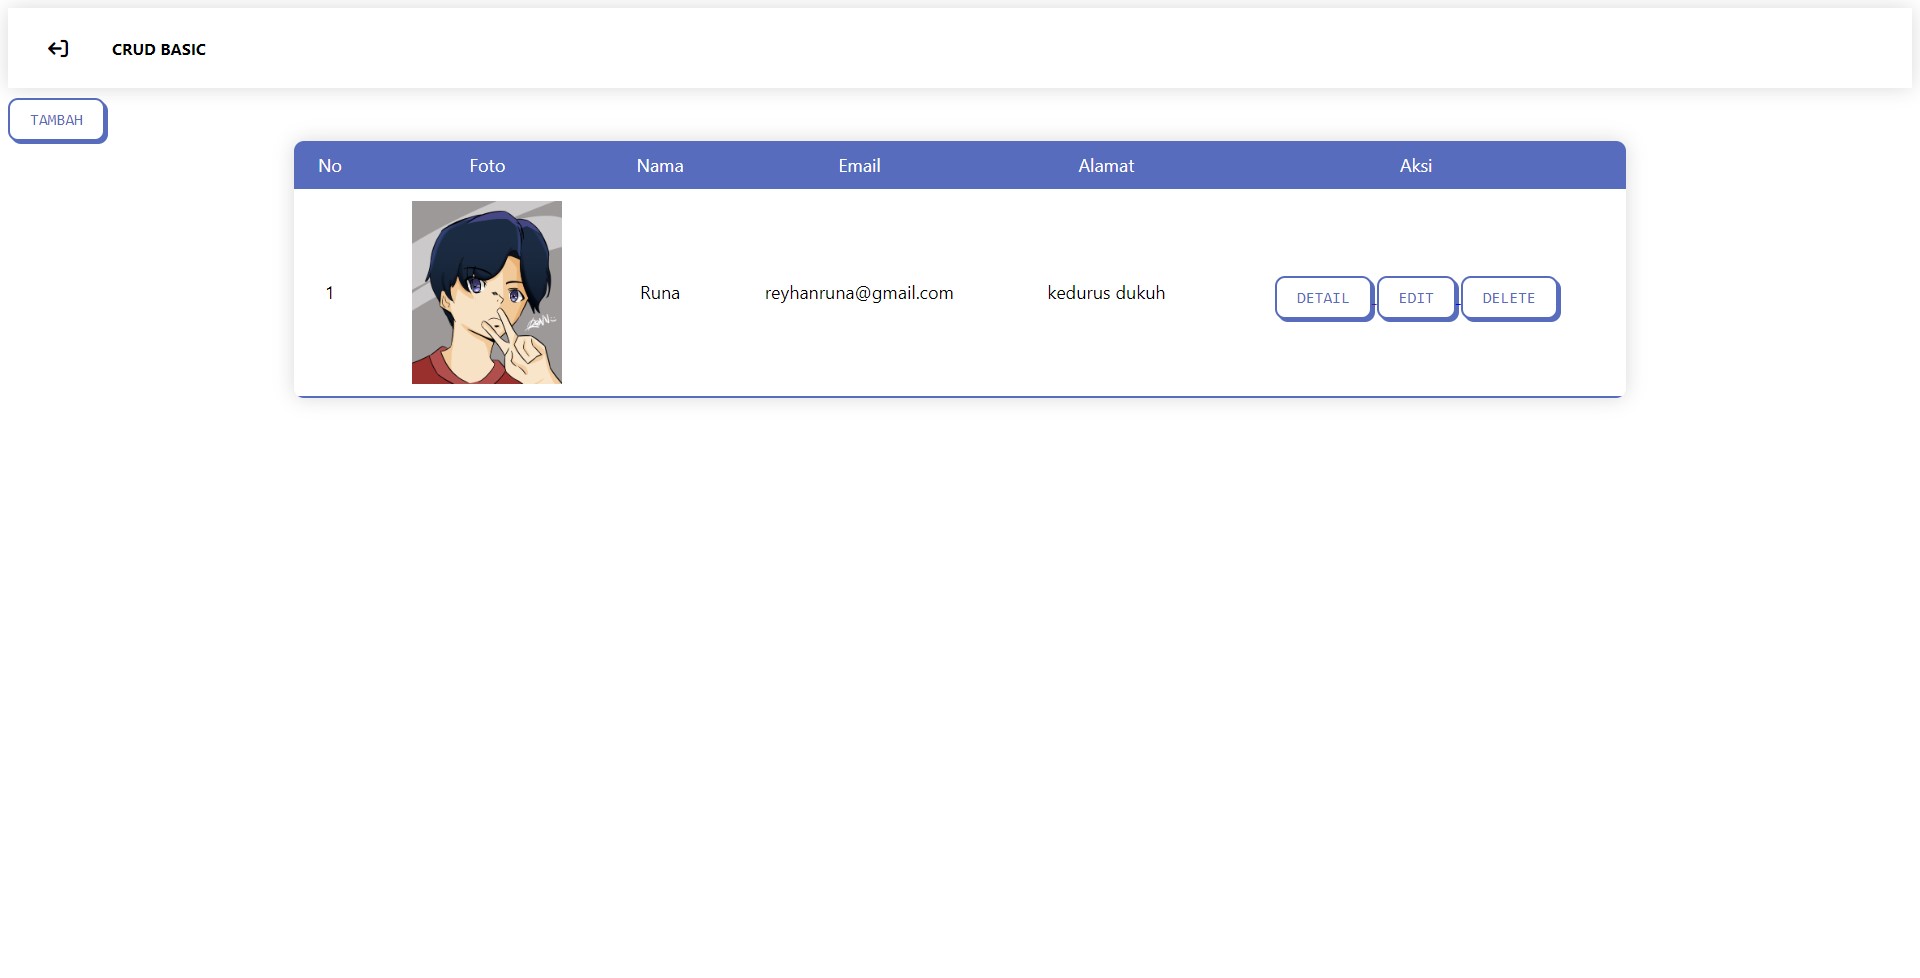 CRUD BASIC
TAMBAH
No Foto Nama Email Alamat Aksi
1 Runa reyhanruna@gmail.com kedurus dukuh DETAIL EDIT DELETE